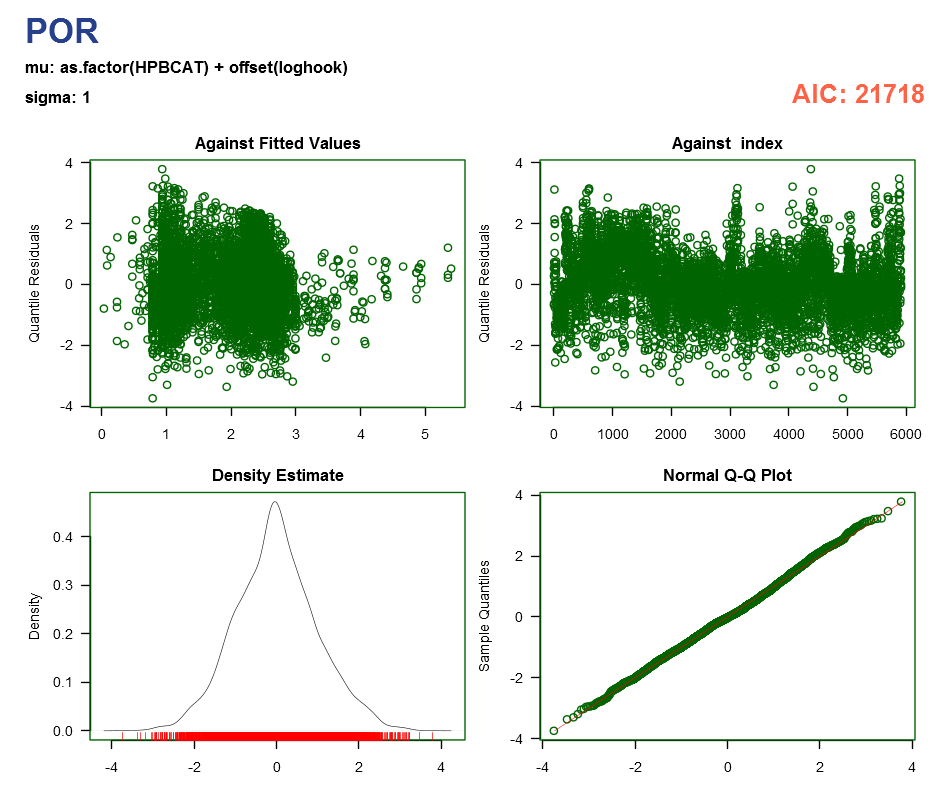 POR
mu: as.factor(HPBCAT) + offset(loghook)
sigma: 1
AIC: 21718
Against Fitted Values
Quantile Residuals
4
2
0
-2
-4
0 1 2 3 4 5
Against index
Quantile Residuals
4
2
0
-2
-4
0 1000 2000 3000 4000 5000 6000
Density Estimate
Density
0.4
0.3
0.2
0.1
0.0
-4 -2 0 2 4
Normal Q-Q Plot
Sample Quantiles
4
2
0
-2
-4
-4 -2 0 2 4